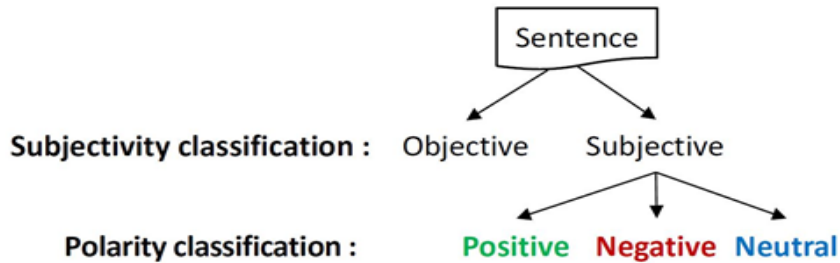 Sentence
Subjectivity classification : Objective Subjective
Polarity classification : Positive Negative Neutral